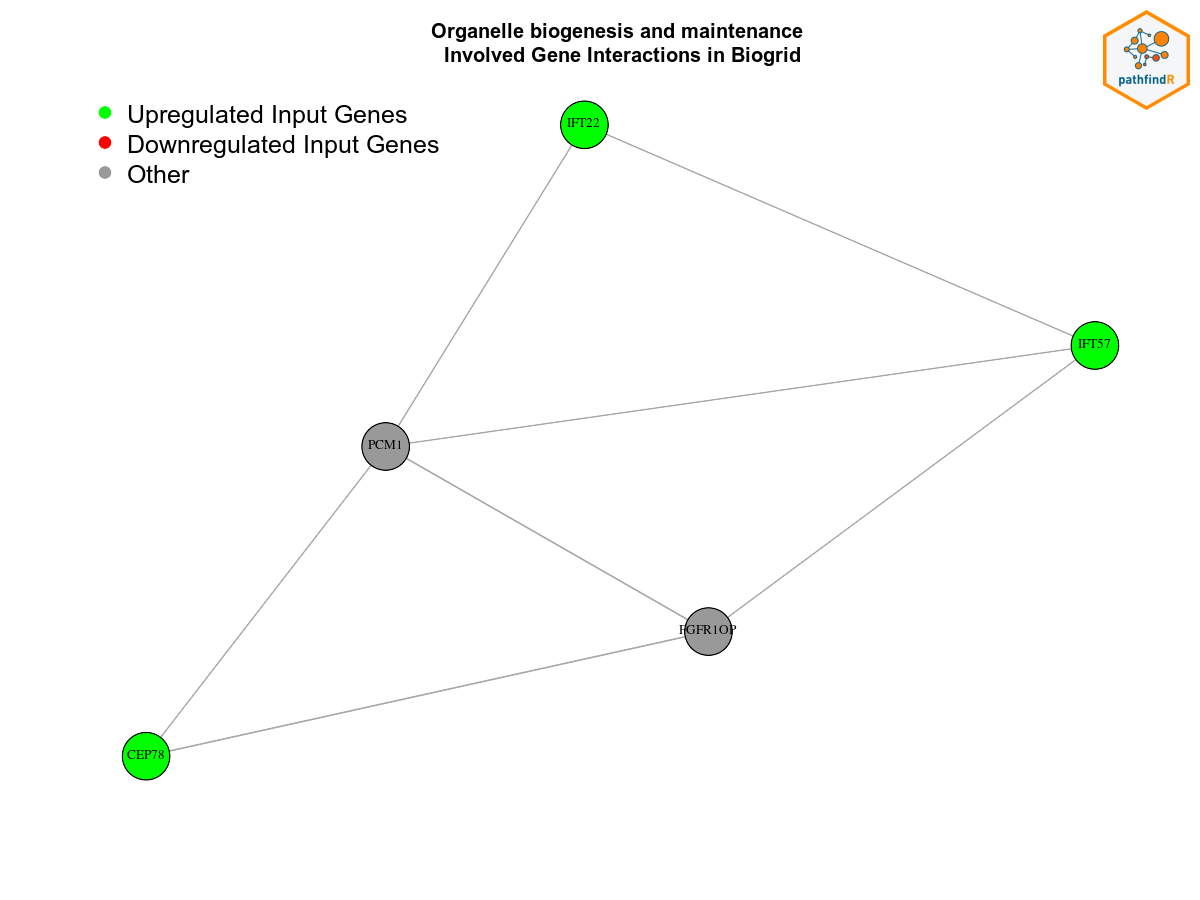 Organelle biogenesis and maintenance
Involved Gene Interactions in Biogrid
pathfindR
Upregulated Input Genes
Downregulated Input Genes
Other
IFT22
IFT57
PCM1
FGFR1OP
CEP78